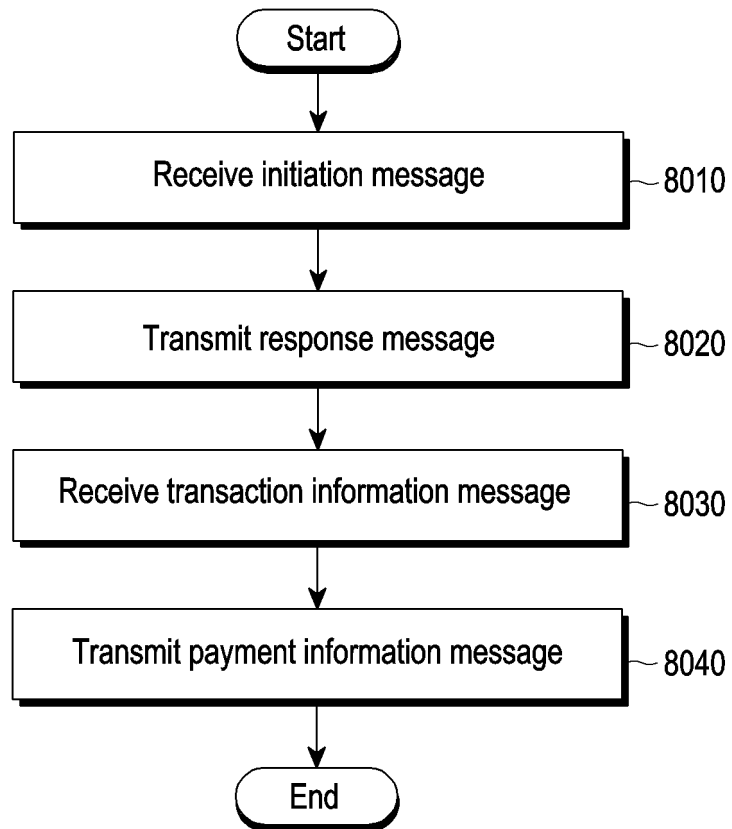 Start
Receive initiation message
8010
Transmit response message
8020
Receive transaction information message
8030
Transmit payment information message
8040
End